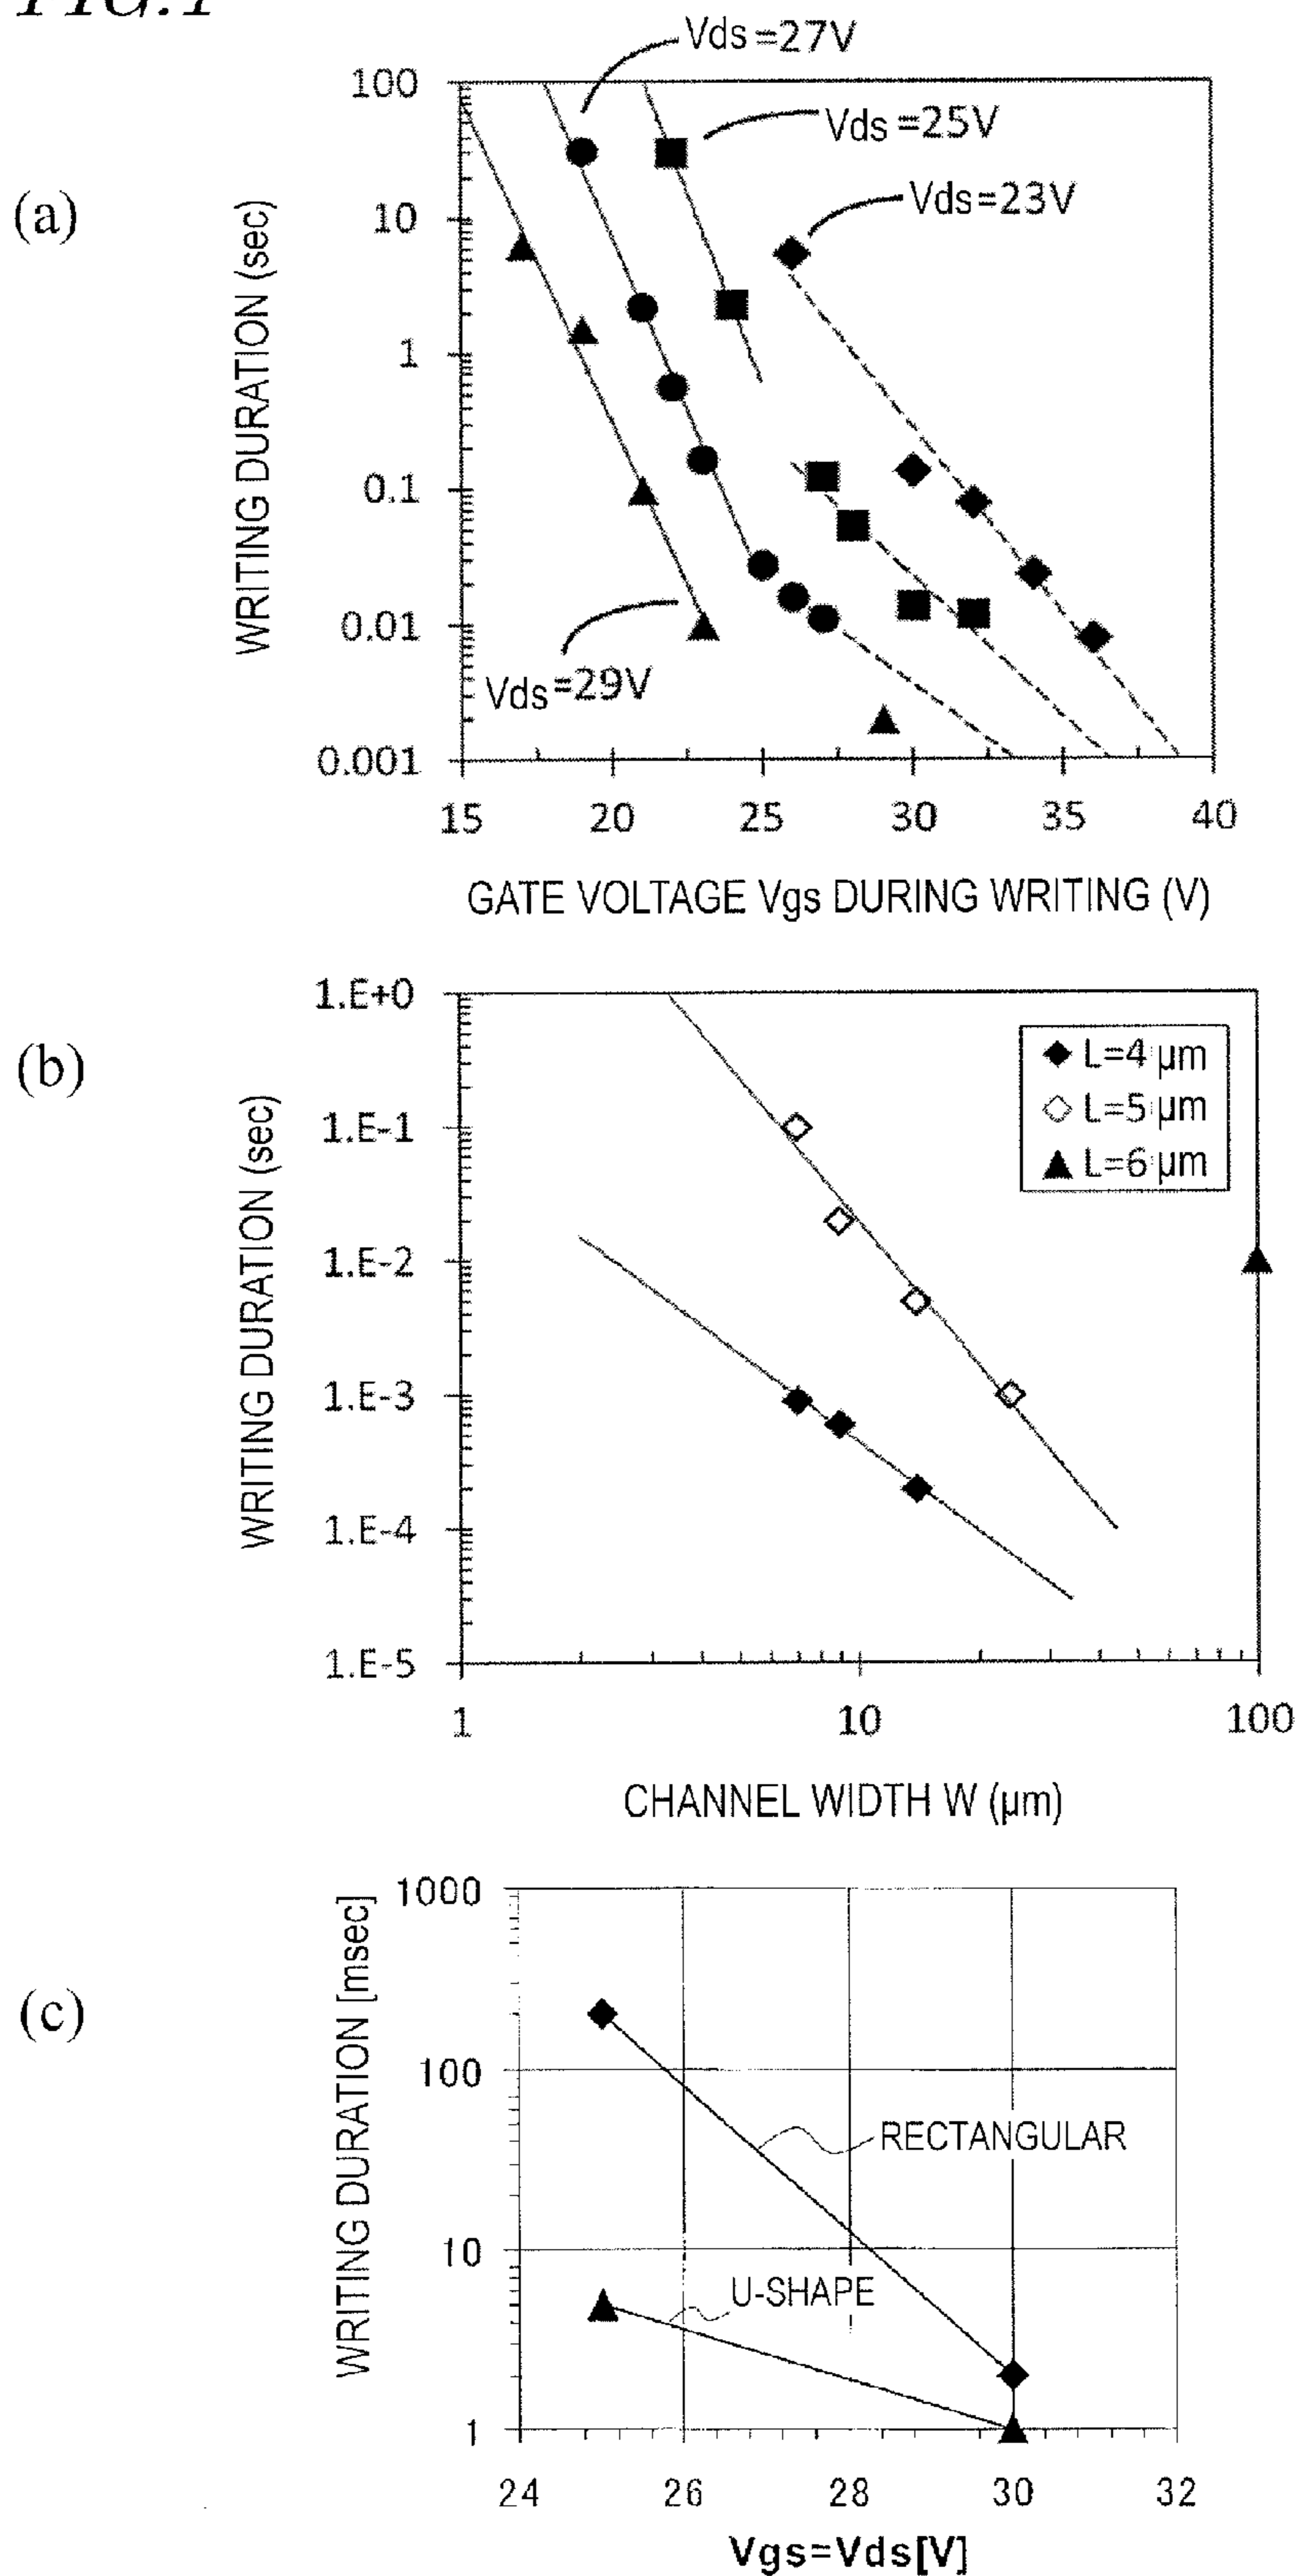 FIG.1
(a)
WRITING DURATION (sec)
100
10
1
0.1
0.01
0.001
Vds=27V
Vds=25V
Vds=23V
Vds=29V
15 20 25 30 35 40
GATE VOLTAGE Vgs DURING WRITING (V)
(b)
WRITING DURATION (sec)
1.E+0
1.E-1
1.E-2
1.E-3
1.E-4
1.E-5
L=4 µm
L=5 µm
L=6 µm
1 10 100
CHANNEL WIDTH W (µm)
(c)
WRITING DURATION [msec]
1000
100
10
1
RECTANGULAR
U-SHAPE
24 26 28 30 32
Vgs=Vds[V]